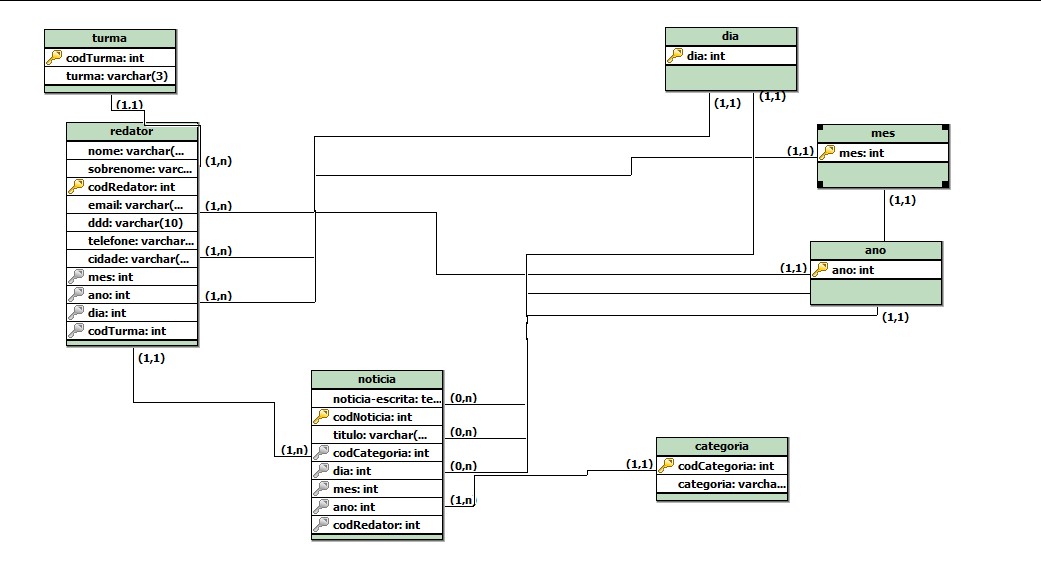 turma
codTurma: int
turma: varchar(3)
(1,1)
redator
nome: varchar(...
sobrenome: varc...
codRedator: int
email: varchar(...
ddd: varchar(10)
telefone: varchar...
cidade: varchar(...
mes: int
ano: int
dia: int
codTurma: int
(1,n)
(1,n)
(1,n)
(1,n)
(1,1)
dia
dia: int
(1,1)
(1,1)
mes
mes: int
(1,1)
(1,1)
ano
ano: int
(1,1)
(1,1)
noticia
noticia-escrita: te...
codNoticia: int
titulo: varchar(...
codCategoria: int
dia: int
mes: int
ano: int
codRedator: int
(1,n)
(0,n)
(0,n)
(0,n)
(1,n)
categoria
codCategoria: int
categoria: varcha...
(1,1)